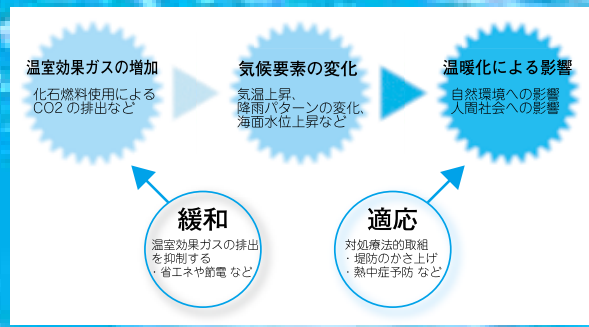 温室効果ガスの増加
化石燃料使用による
CO2 の排出など
気候要素の変化
気温上昇、
降雨パターンの変化、
海面水位上昇など
温暖化による影響
自然環境への影響
人間社会への影響
緩和
温室効果ガスの排出
を抑制する
・省エネや節電 など
適応
対処療法的取組
・堤防のかさ上げ
・熱中症予防 など